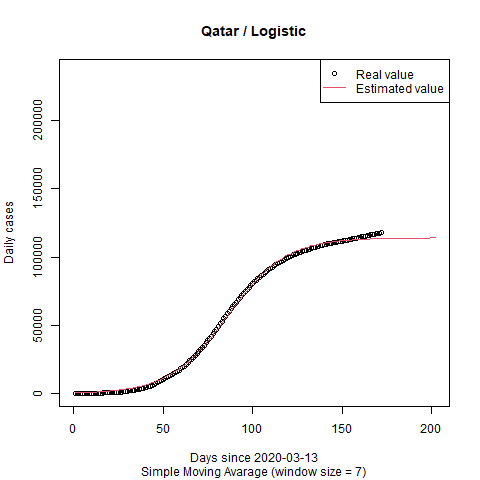 Qatar / Logistic
Real value
Estimated value
Daily cases
200000
150000
100000
50000
0
0 50 100 150 200
Days since 2020-03-13
Simple Moving Avarage (window size = 7)